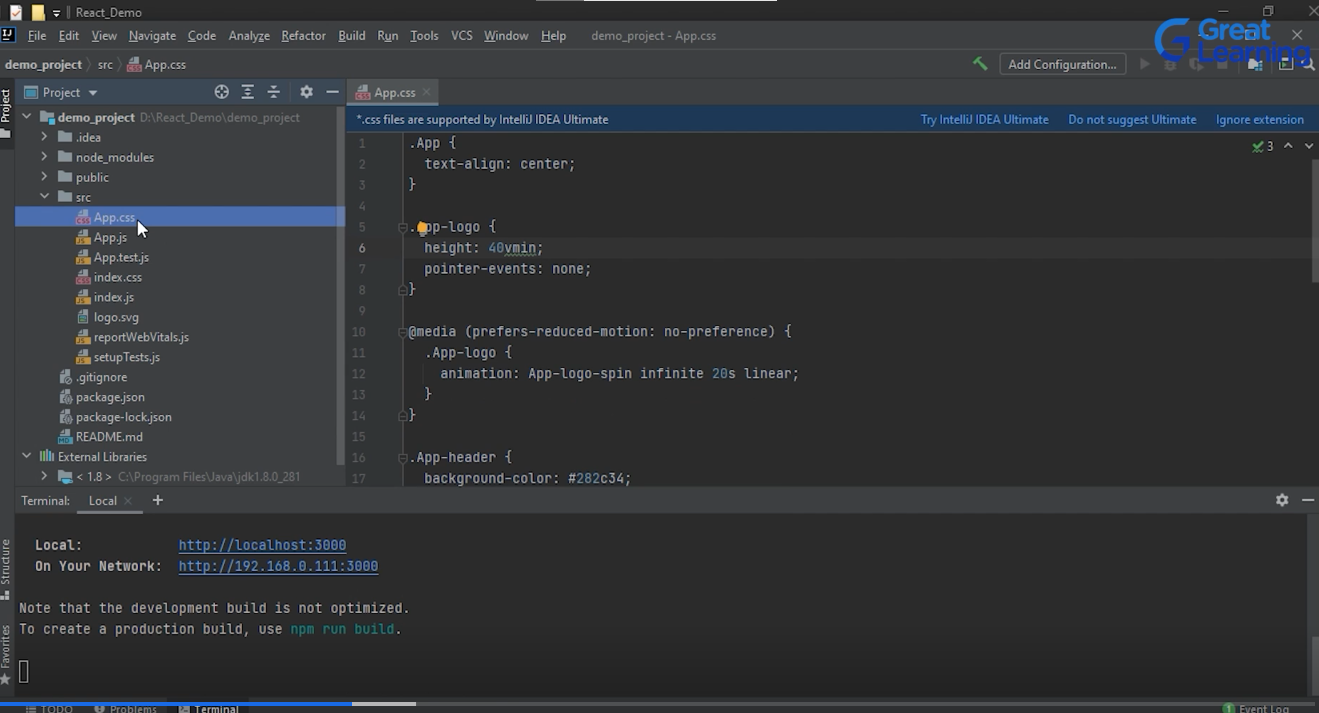 React_Demo
File Edit View Navigate Code Analyze Refactor Build Run Tools VCS Window Help demo_project - App.css
Great Learning
demo_project src App.css Add Configuration...
Project
Project
App.css
demo_project D:\React_Demo\demo_project
.idea
node_modules
public
src
App.css
App.js
App.test.js
index.css
index.js
logo.svg
reportWebVitals.js
setupTests.js
.gitignore
package.json
package-lock.json
README.md
External Libraries
< 1.8 > C:\Program Files\Java\jdk1.8.0_281
*.css files are supported by IntelliJ IDEA Ultimate Try IntelliJ IDEA Ultimate Do not suggest Ultimate Ignore extension
3
1 .App {
2 text-align: center;
3 }
4
5 .App-logo {
6 height: 40vmin;
7 pointer-events: none;
8 }
9
10 @media (prefers-reduced-motion: no-preference) {
11 .App-logo {
12 animation: App-logo-spin infinite 20s linear;
13 }
14 }
15
16 .App-header {
17 background-color: #282c34;
Terminal: Local +
Structure
Favorites
Local: http://localhost:3000
On Your Network: http://192.168.0.111:3000
Note that the development build is not optimized.
To create a production build, use npm run build.
TODO Problems Terminal 1 Event Log